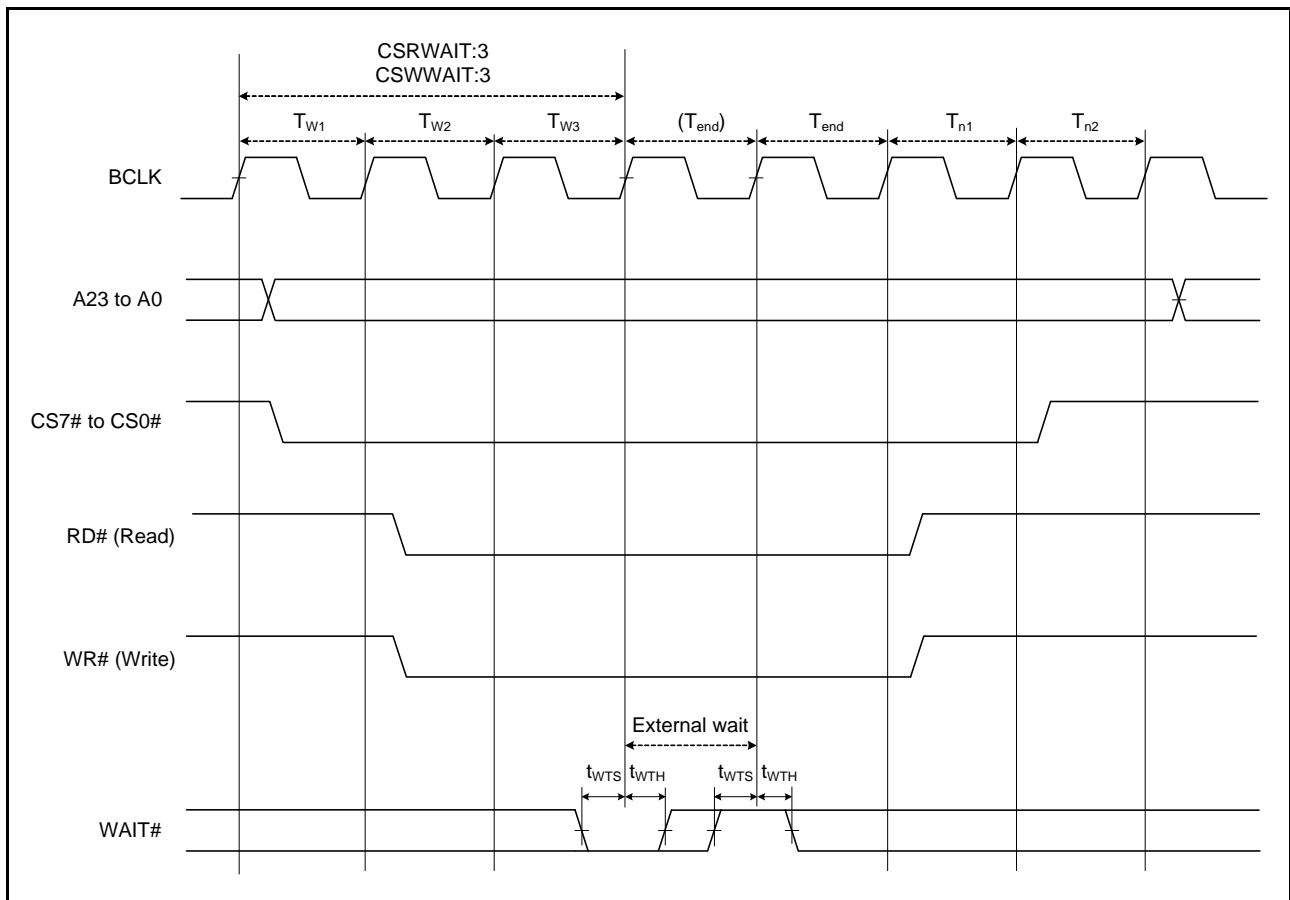 CSRWAIT:3
CSWWAIT:3
TW1 TW2 TW3 (Tend) Tend Tn1 Tn2
BCLK
A23 to A0
CS7# to CS0#
RD# (Read)
WR# (Write)
External wait
tWTS tWTH tWTS tWTH
WAIT#